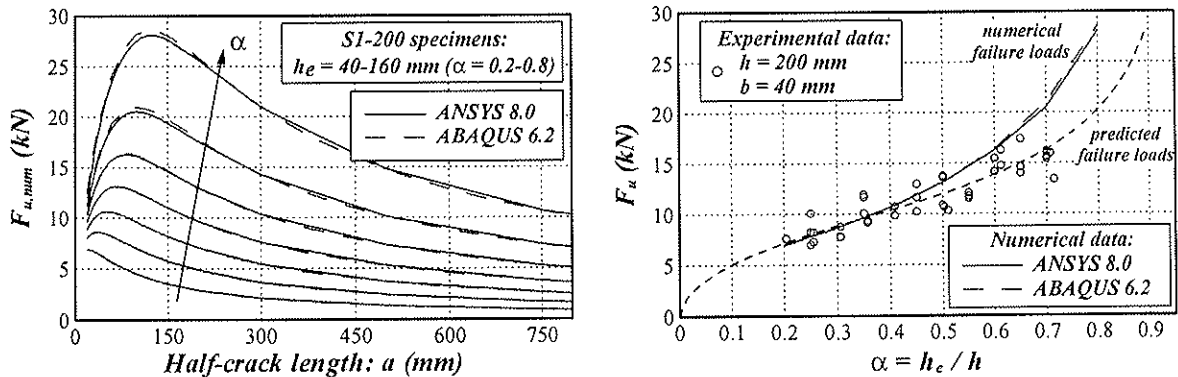 30
25
20
15
10
5
0
F u,num (kN)
0
150
300
450
600
750
Half-crack length: a (mm)
α
S1-200 specimens:
he = 40-160 mm (α = 0.2-0.8)
ANSYS 8.0
ABAQUS 6.2
30
25
20
15
10
5
0
F u (kN)
0
0.1
0.2
0.3
0.4
0.5
0.6
0.7
0.8
0.9
α = he / h
Experimental data:
h = 200 mm
b = 40 mm
numerical
failure loads
predicted
failure loads
Numerical data:
ANSYS 8.0
ABAQUS 6.2